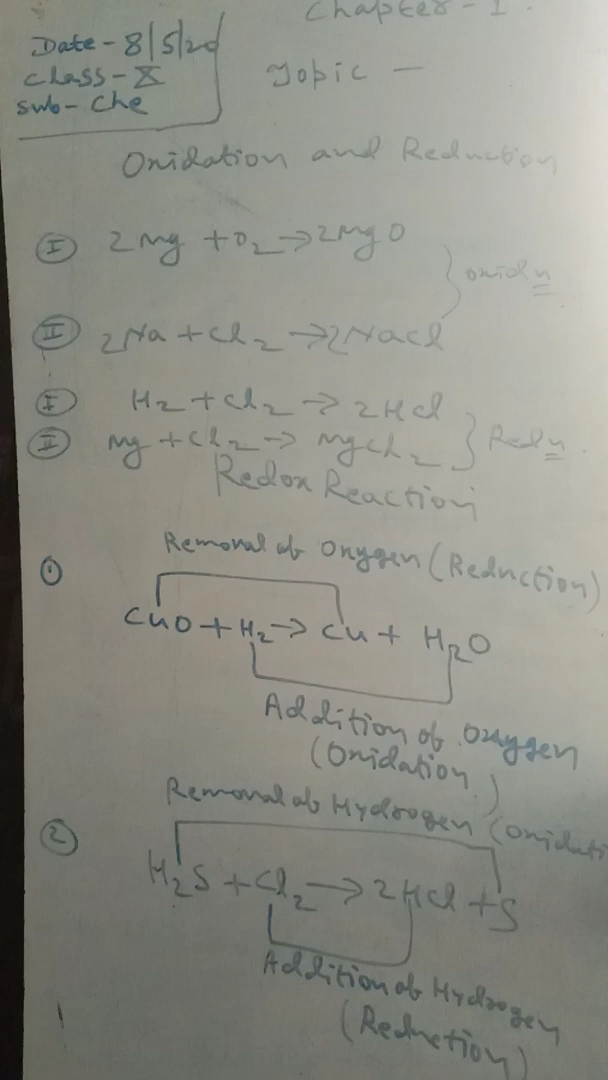 Chapter - 1.
Date - 8/5/20
Class - X
Sub - Che
Topic -
Oxidation and Reduction
I 2Mg + O2 → 2MgO
} oxidn
II 2Na + Cl2 → 2NaCl
I H2 + Cl2 → 2HCl
II Mg + Cl2 → MgCl2 } Redn.
Redox Reaction
Removal of Oxygen (Reduction)
1
CuO + H2 → Cu + H2O
Addition of Oxygen
(Oxidation)
Removal of Hydrogen (Oxidati
2
H2S + Cl2 → 2HCl + S
Addition of Hydrogen
(Reduction)